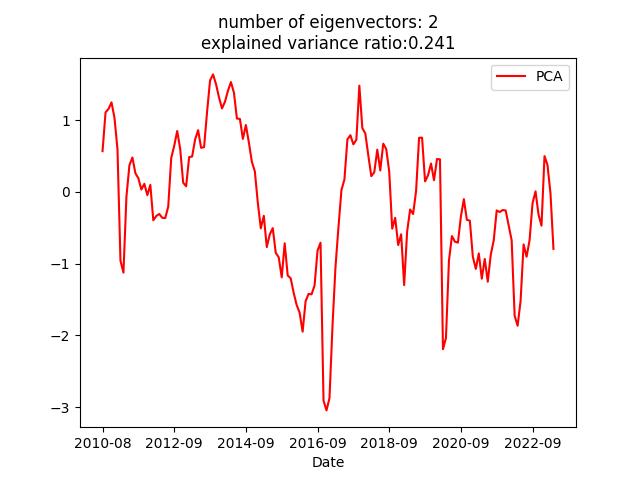 number of eigenvectors: 2
explained variance ratio:0.241
PCA
1
0
−1
−2
−3
2010-08 2012-09 2014-09 2016-09 2018-09 2020-09 2022-09
Date